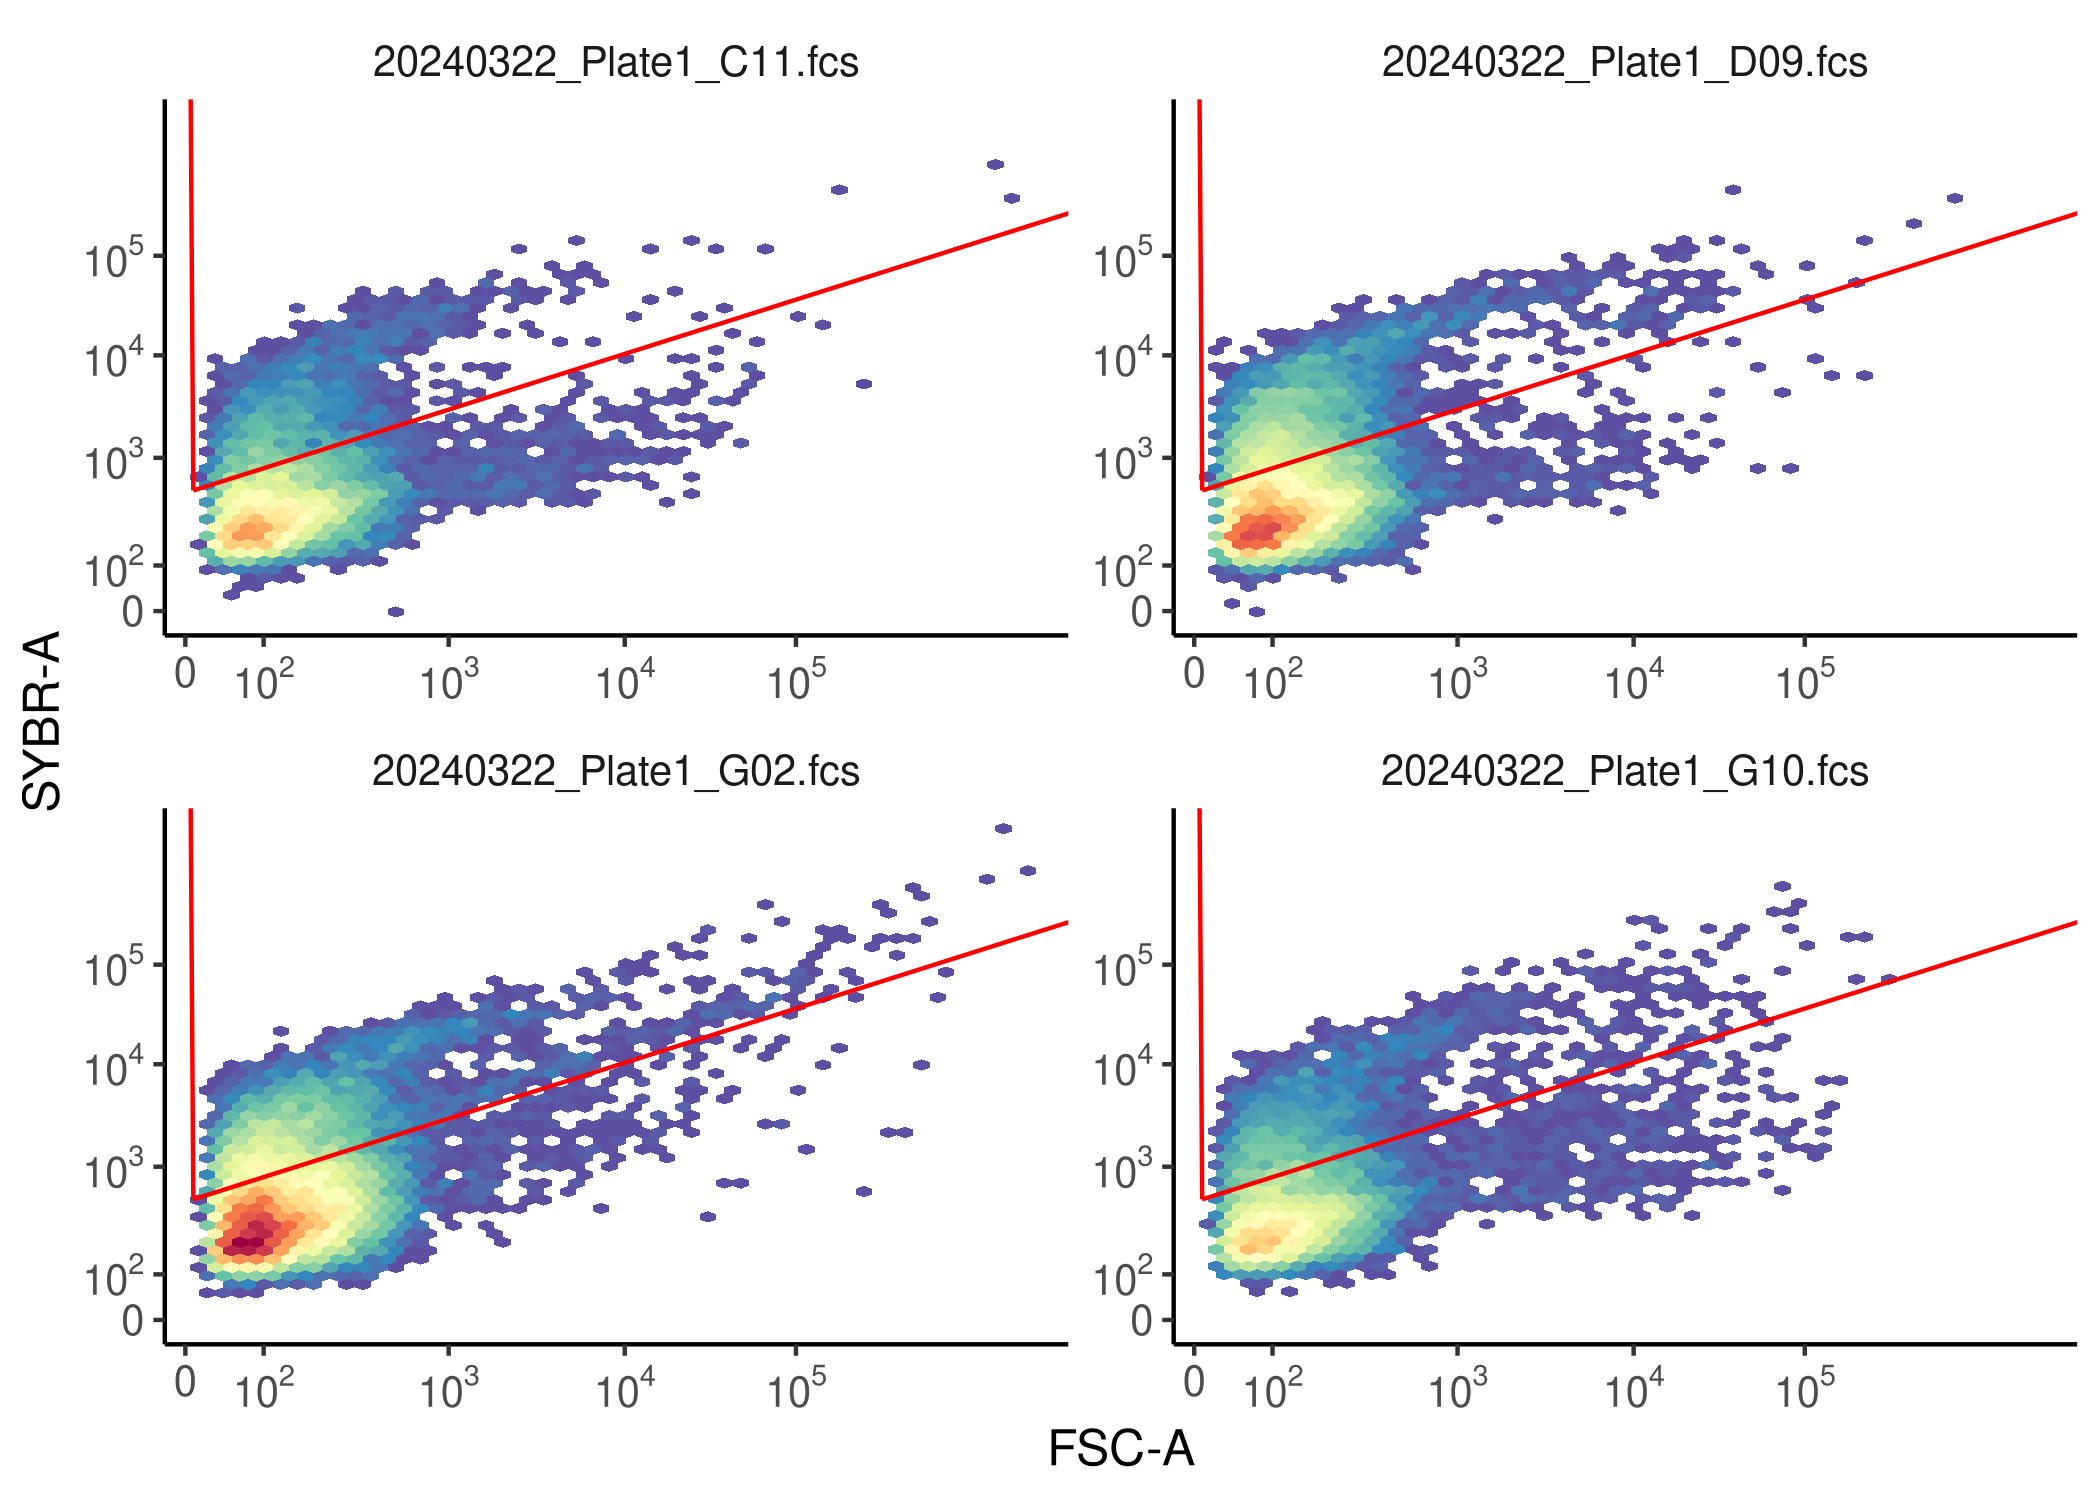 20240322_Plate1_C11.fcs
20240322_Plate1_D09.fcs
10^5
10^4
10^3
10^2
0
10^5
10^4
10^3
10^2
0
0 10^2 10^3 10^4 10^5
0 10^2 10^3 10^4 10^5
SYBR-A
20240322_Plate1_G02.fcs
20240322_Plate1_G10.fcs
10^5
10^4
10^3
10^2
0
10^5
10^4
10^3
10^2
0
0 10^2 10^3 10^4 10^5
0 10^2 10^3 10^4 10^5
FSC-A